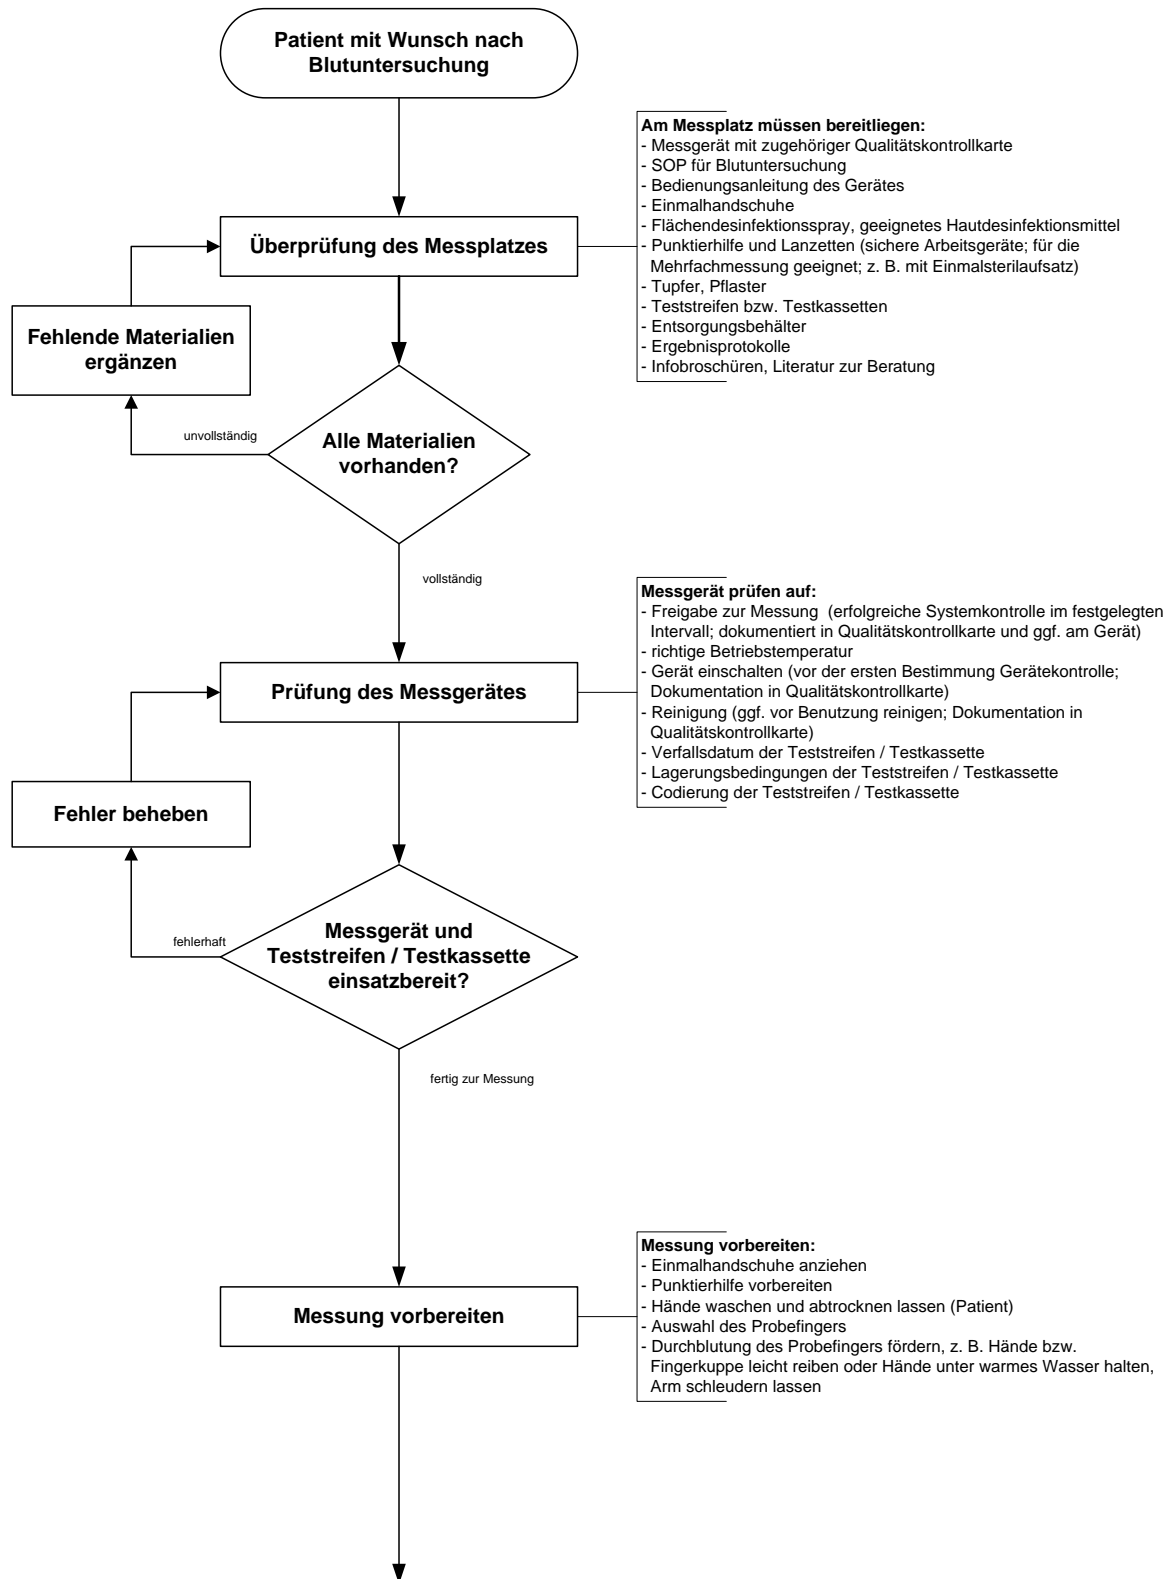 Patient mit Wunsch nach
Blutuntersuchung
Am Messplatz müssen bereitliegen:
- Messgerät mit zugehöriger Qualitätskontrollkarte
- SOP für Blutuntersuchung
- Bedienungsanleitung des Gerätes
- Einmalhandschuhe
- Flächendesinfektionsspray, geeignetes Hautdesinfektionsmittel
- Punktierhilfe und Lanzetten (sichere Arbeitsgeräte; für die
Mehrfachmessung geeignet; z. B. mit Einmalsterilaufsatz)
- Tupfer, Pflaster
- Teststreifen bzw. Testkassetten
- Entsorgungsbehälter
- Ergebnisprotokolle
- Infobroschüren, Literatur zur Beratung
Überprüfung des Messplatzes
Fehlende Materialien
ergänzen
unvollständig
Alle Materialien
vorhanden?
vollständig
Messgerät prüfen auf:
- Freigabe zur Messung (erfolgreiche Systemkontrolle im festgelegten
Intervall; dokumentiert in Qualitätskontrollkarte und ggf. am Gerät)
- richtige Betriebstemperatur
- Gerät einschalten (vor der ersten Bestimmung Gerätekontrolle;
Dokumentation in Qualitätskontrollkarte)
- Reinigung (ggf. vor Benutzung reinigen; Dokumentation in
Qualitätskontrollkarte)
- Verfallsdatum der Teststreifen / Testkassette
- Lagerungsbedingungen der Teststreifen / Testkassette
- Codierung der Teststreifen / Testkassette
Prüfung des Messgerätes
Fehler beheben
fehlerhaft
Messgerät und
Teststreifen / Testkassette
einsatzbereit?
fertig zur Messung
Messung vorbereiten:
- Einmalhandschuhe anziehen
- Punktierhilfe vorbereiten
- Hände waschen und abtrocknen lassen (Patient)
- Auswahl des Probefingers
- Durchblutung des Probefingers fördern, z. B. Hände bzw.
Fingerkuppe leicht reiben oder Hände unter warmes Wasser halten,
Arm schleudern lassen
Messung vorbereiten